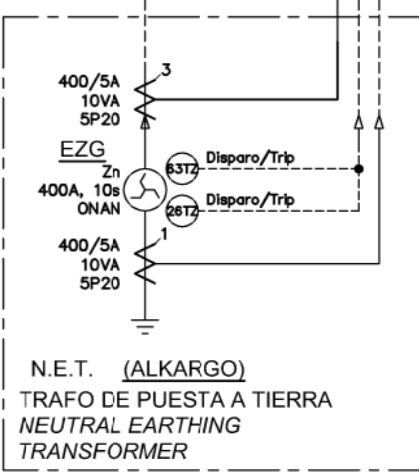 3
400/5A
10VA
5P20
EZG
Zn
400A, 10s
ONAN
63TZ Disparo/Trip
26TZ Disparo/Trip
1
400/5A
10VA
5P20
N.E.T. (ALKARGO)
TRAFO DE PUESTA A TIERRA
NEUTRAL EARTHING
TRANSFORMER